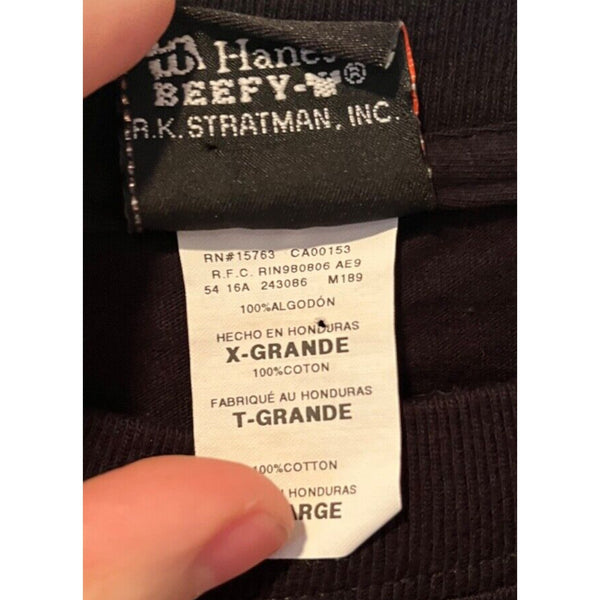 Hanes
BEEFY-
®
R.K. STRATMAN, INC.
RN#15763 CA00153
R.F.C. RIN980806 AE9
54 16A 243086 M189
100%ALGODÓN
HECHO EN HONDURAS
X-GRANDE
100%COTON
FABRIQUÉ AU HONDURAS
T-GRANDE
100%COTTON
HONDURAS